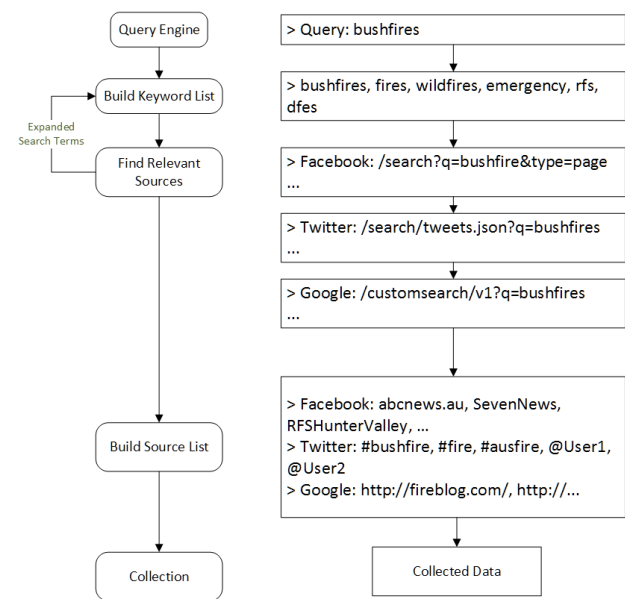 Query Engine
Build Keyword List
Expanded
Search Terms
Find Relevant
Sources
Build Source List
Collection
> Query: bushfires
> bushfires, fires, wildfires, emergency, rfs,
dfes
> Facebook: /search?q=bushfire&type=page
...
> Twitter: /search/tweets.json?q=bushfires
...
> Google: /customsearch/v1?q=bushfires
...
> Facebook: abcnews.au, SevenNews,
RFSHunterValley, ...
> Twitter: #bushfire, #fire, #ausfire, @User1,
@User2
> Google: http://fireblog.com/, http://...
Collected Data